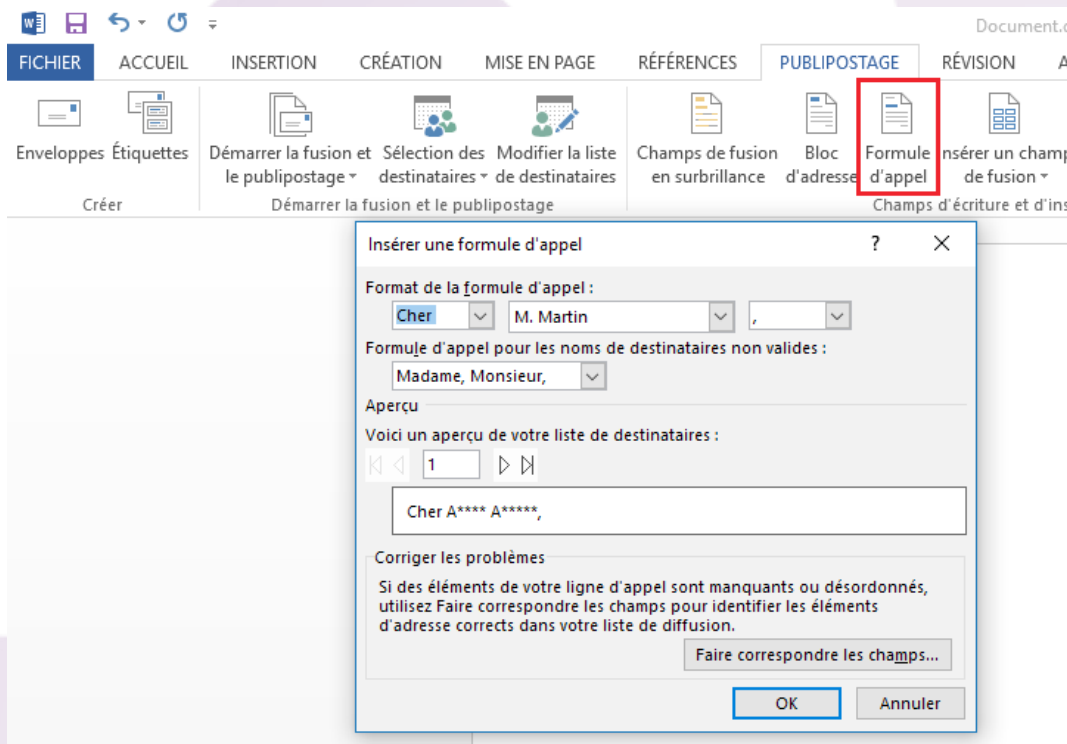 Document.
FICHIER ACCUEIL INSERTION CRÉATION MISE EN PAGE RÉFÉRENCES PUBLIPOSTAGE RÉVISION
Enveloppes Étiquettes Démarrer la fusion et Sélection des Modifier la liste Champs de fusion Bloc Formule Insérer un champ
le publipostage destinataires de destinataires en surbrillance d'adresse d'appel de fusion
Créer Démarrer la fusion et le publipostage Champs d'écriture et d'ins
Insérer une formule d'appel ?
Format de la formule d'appel :
Cher M. Martin ,
Formule d'appel pour les noms de destinataires non valides :
Madame, Monsieur,
Aperçu
Voici un aperçu de votre liste de destinataires :
1
Cher A**** A*****,
Corriger les problèmes
Si des éléments de votre ligne d'appel sont manquants ou désordonnés,
utilisez Faire correspondre les champs pour identifier les éléments
d'adresse corrects dans votre liste de diffusion.
Faire correspondre les champs...
OK Annuler